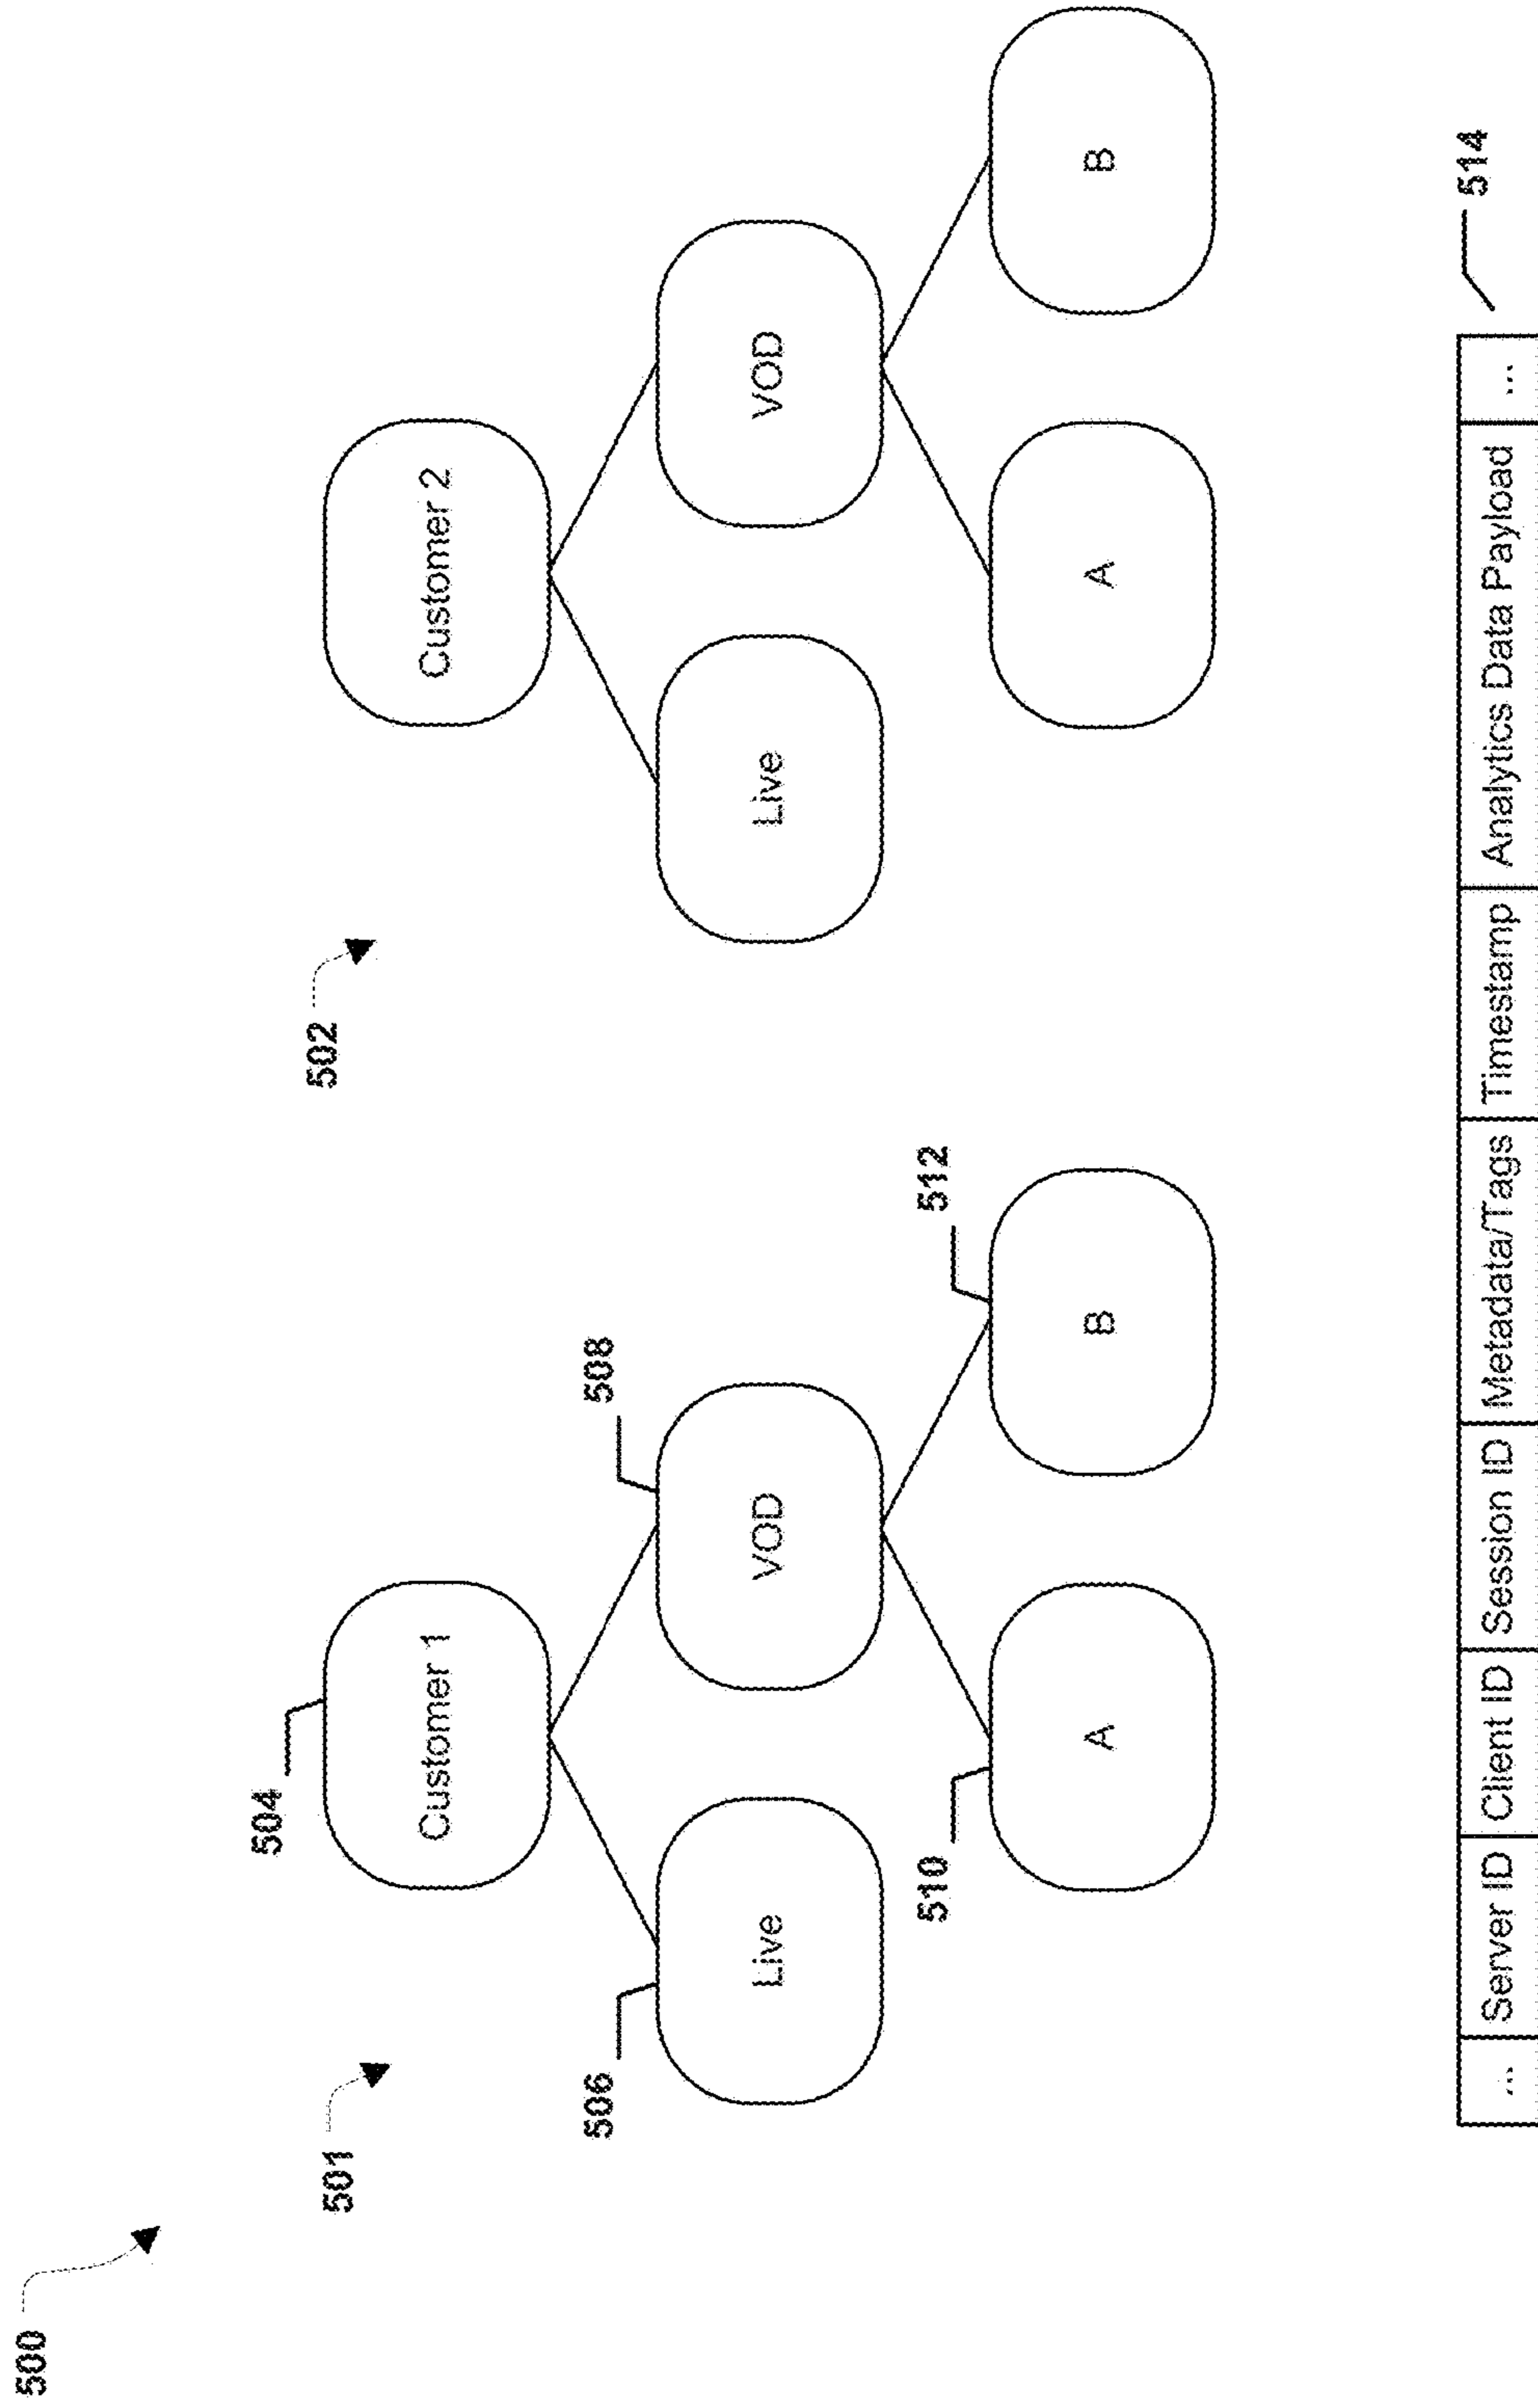 500
501
502
504
Customer 1
Customer 2
506
508
Live
VOD
Live
VOD
510
512
A
B
A
B
514
... Server ID Client ID Session ID Metadata/Tags Timestamp Analytics Data Payload ...